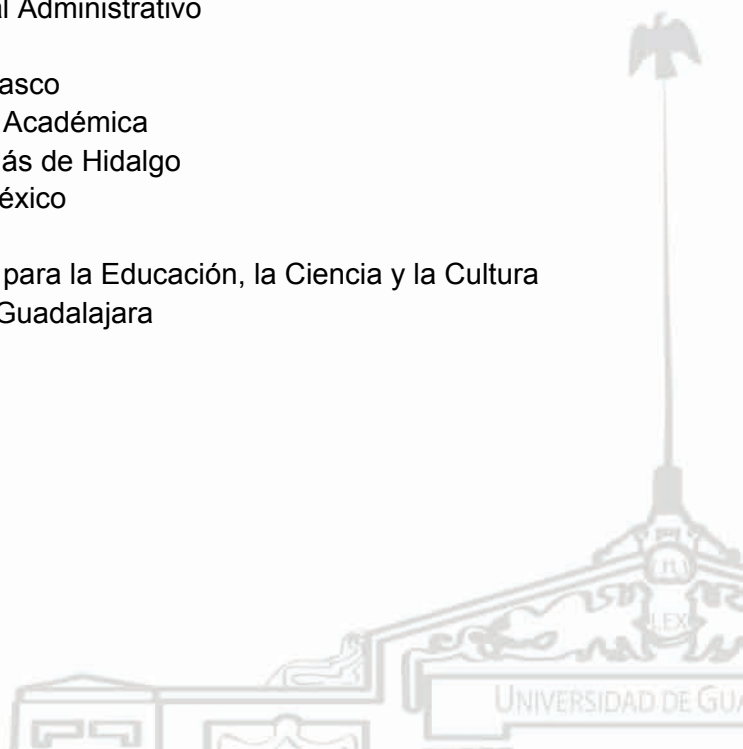 al Administrativo
asco
Académica
ás de Hidalgo
éxico
para la Educación, la Ciencia y la Cultura
Guadalajara
LEX
UNIVERSIDAD DE GUA